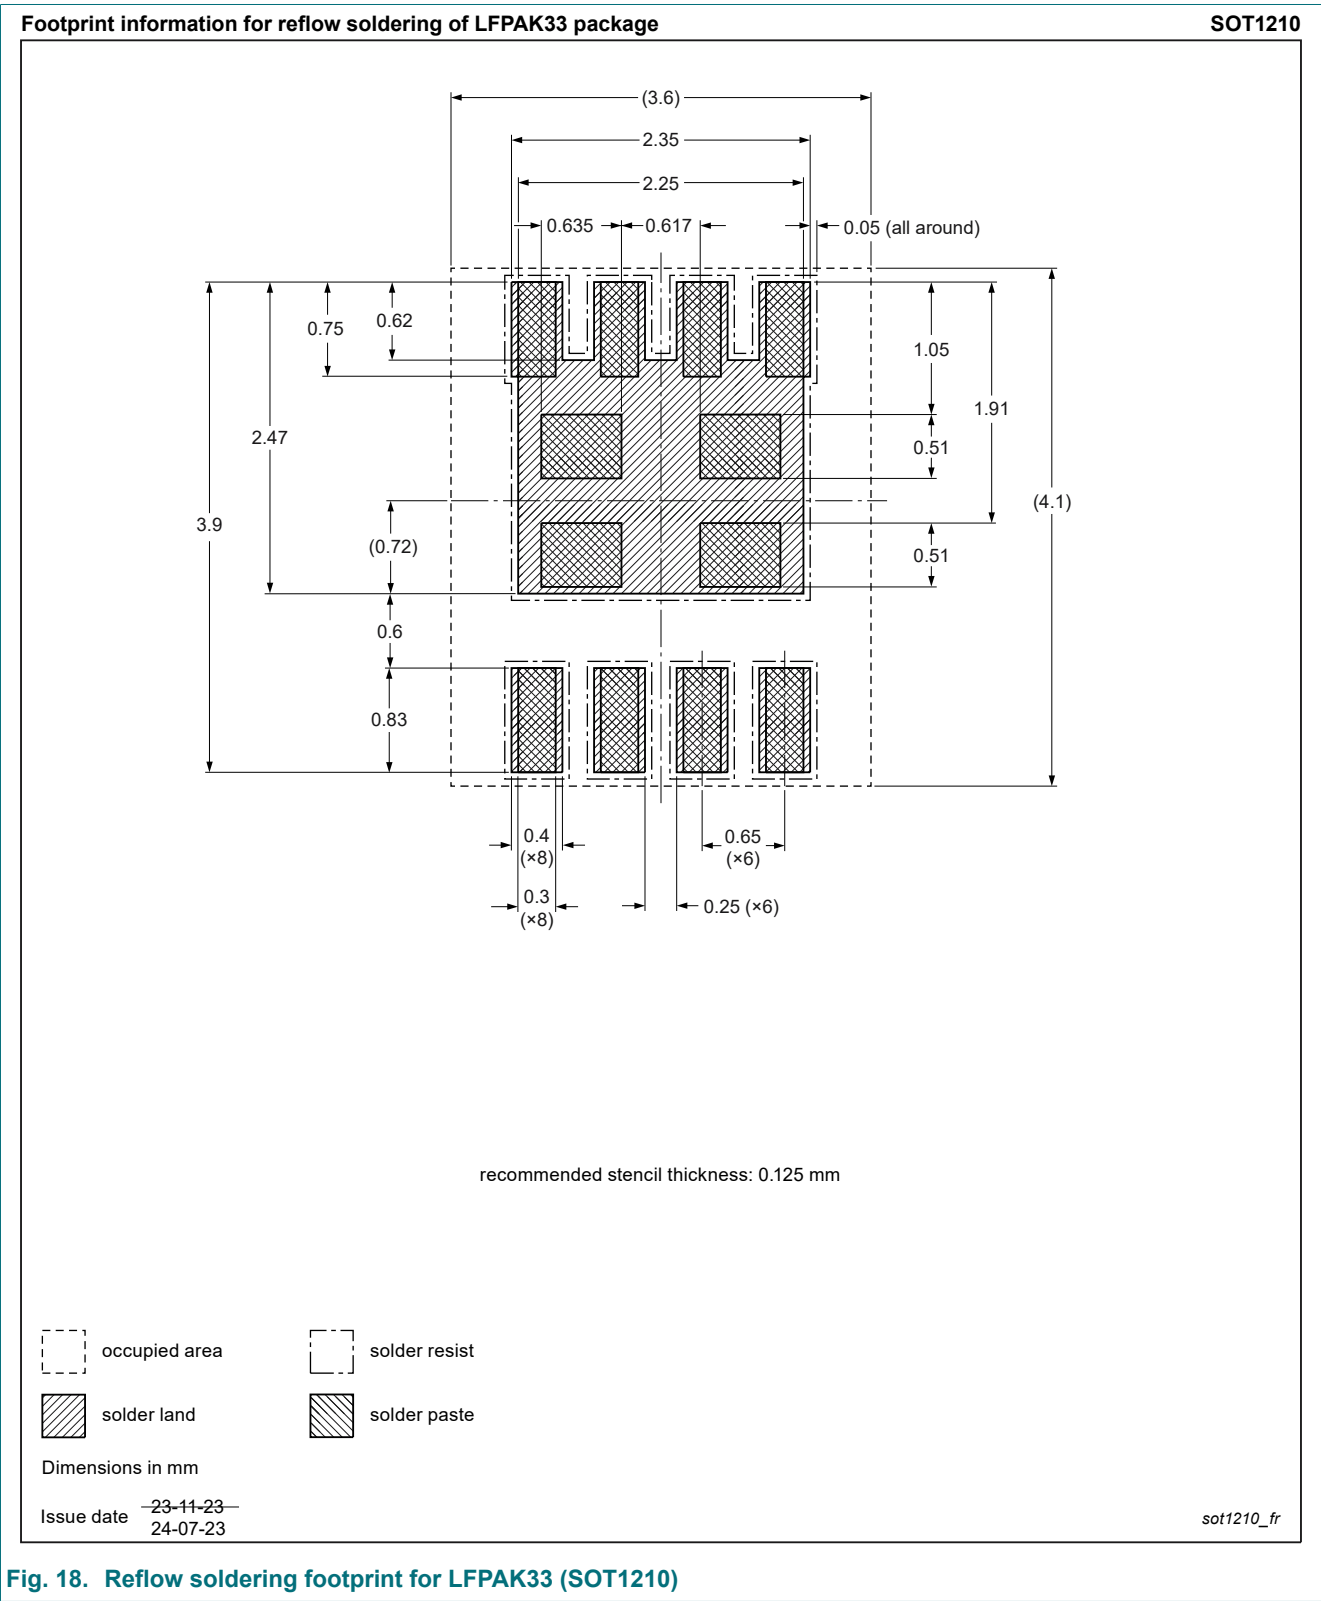 Footprint information for reflow soldering of LFPAK33 package SOT1210
(3.6)
2.35
2.25
0.635 0.617 0.05 (all around)
0.75 0.62
1.05
1.91
2.47
0.51
3.9
(4.1)
(0.72)
0.51
0.6
0.83
0.4
(×8)
0.65
(×6)
0.3
(×8)
0.25 (×6)
recommended stencil thickness: 0.125 mm
occupied area solder resist
solder land solder paste
Dimensions in mm
Issue date 23-11-23
24-07-23
sot1210_fr
Fig. 18. Reflow soldering footprint for LFPAK33 (SOT1210)